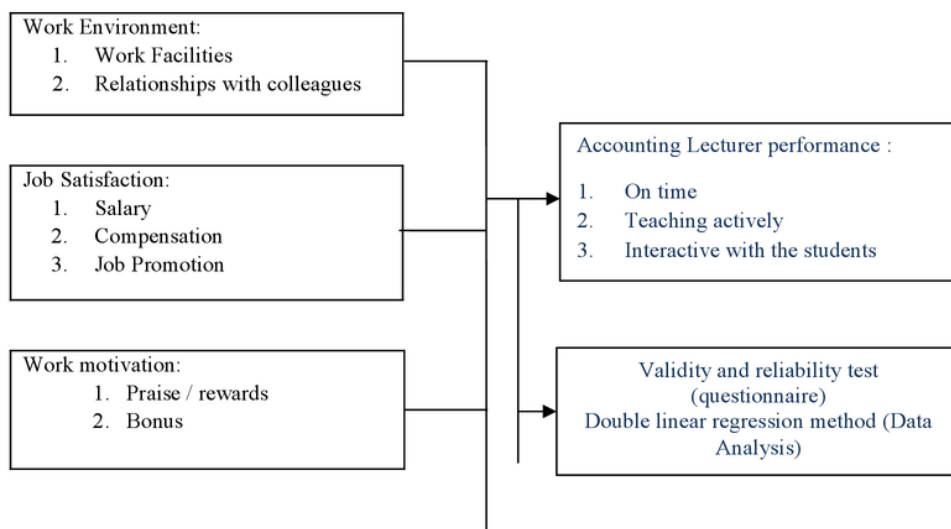 Work Environment:
1. Work Facilities
2. Relationships with colleagues
Job Satisfaction:
1. Salary
2. Compensation
3. Job Promotion
Work motivation:
1. Praise / rewards
2. Bonus
Accounting Lecturer performance :
1. On time
2. Teaching actively
3. Interactive with the students
Validity and reliability test
(questionnaire)
Double linear regression method (Data
Analysis)